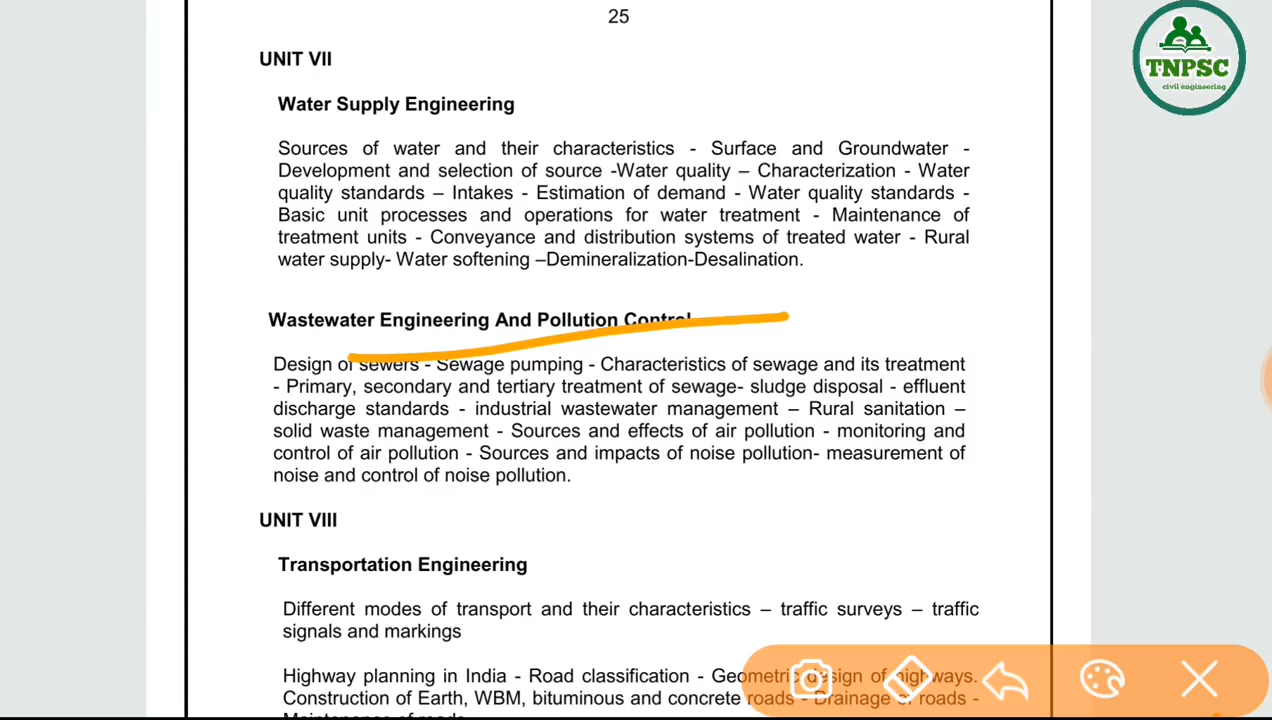 25
TNPSC
civil engineering
UNIT VII
Water Supply Engineering
Sources of water and their characteristics - Surface and Groundwater -
Development and selection of source -Water quality – Characterization - Water
quality standards – Intakes - Estimation of demand - Water quality standards -
Basic unit processes and operations for water treatment - Maintenance of
treatment units - Conveyance and distribution systems of treated water - Rural
water supply- Water softening –Demineralization-Desalination.
Wastewater Engineering And Pollution Control
Design of sewers - Sewage pumping - Characteristics of sewage and its treatment
- Primary, secondary and tertiary treatment of sewage- sludge disposal - effluent
discharge standards - industrial wastewater management – Rural sanitation –
solid waste management - Sources and effects of air pollution - monitoring and
control of air pollution - Sources and impacts of noise pollution- measurement of
noise and control of noise pollution.
UNIT VIII
Transportation Engineering
Different modes of transport and their characteristics – traffic surveys – traffic
signals and markings
Highway planning in India - Road classification - Geometric design of highways.
Construction of Earth, WBM, bituminous and concrete roads - Drainage of roads -
Maintenance of roads